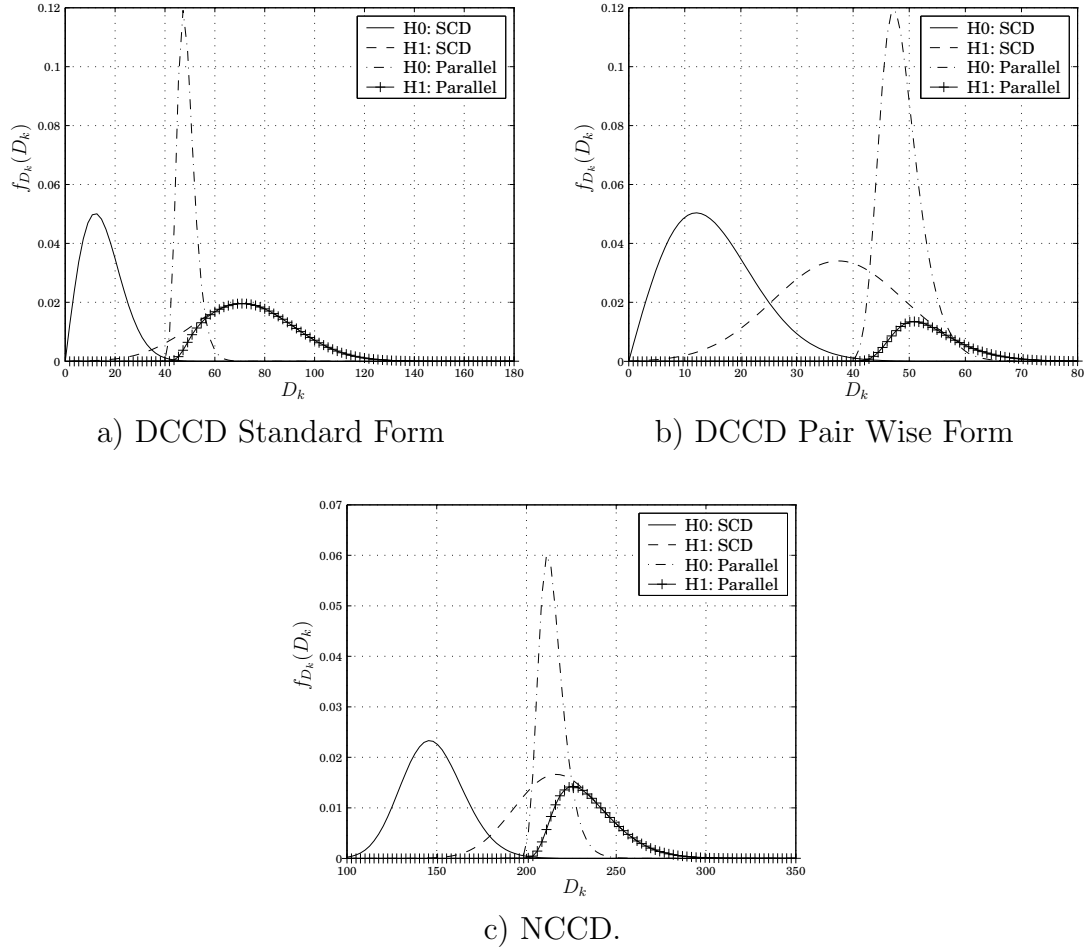 0.12
0.1
0.08
0.06
0.04
0.02
0
f_{D_k}(D_k)
0 20 40 60 80 100 120 140 160 180
D_k
H0: SCD
H1: SCD
H0: Parallel
H1: Parallel
a) DCCD Standard Form
0.12
0.1
0.08
0.06
0.04
0.02
0
f_{D_k}(D_k)
0 10 20 30 40 50 60 70 80
D_k
H0: SCD
H1: SCD
H0: Parallel
H1: Parallel
b) DCCD Pair Wise Form
0.07
0.06
0.05
0.04
0.03
0.02
0.01
0
f_{D_k}(D_k)
100 150 200 250 300 350
D_k
H0: SCD
H1: SCD
H0: Parallel
H1: Parallel
c) NCCD.